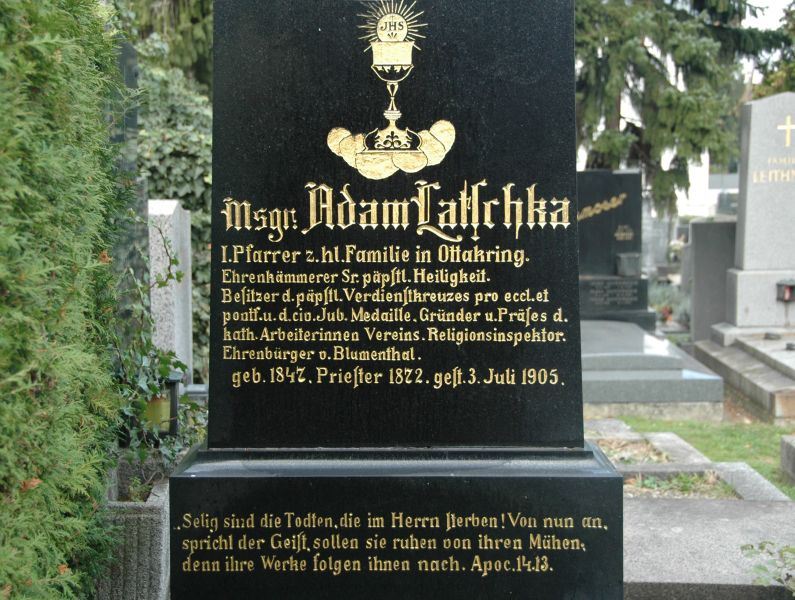 JHS
Msgr. Adam Latschka
I. Pfarrer z. hl. Familie in Ottakring.
Ehrenkämmerer Sr. päpstl. Heiligkeit.
Besitzer d. päpstl. Verdienstkreuzes pro eccl. et
pontf. u. d. cio. Jub. Medaille. Gründer u. Präses d.
kath. Arbeiterinnen Vereins. Religionsinspektor.
Ehrenbürger v. Blumenthal.
geb. 1847. Priester 1872. gest. 3. Juli 1905.
„Selig sind die Todten, die im Herrn sterben! Von nun an,
spricht der Geist, sollen sie ruhen von ihren Mühen;
denn ihre Werke folgen ihnen nach. Apoc. 14.13.